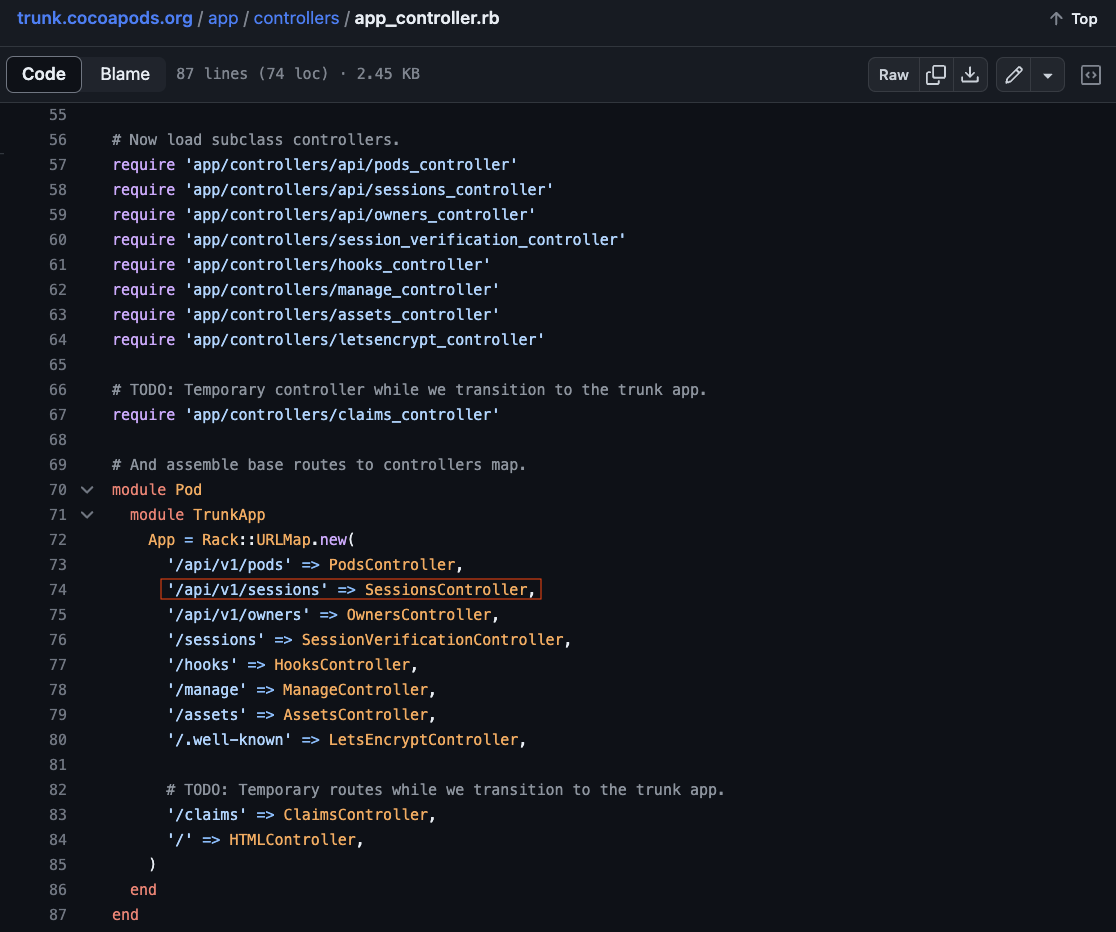 trunk.cocoapods.org / app / controllers / app_controller.rb
↑ Top
Code Blame 87 lines (74 loc) · 2.45 KB
Raw
55
56 # Now load subclass controllers.
57 require 'app/controllers/api/pods_controller'
58 require 'app/controllers/api/sessions_controller'
59 require 'app/controllers/api/owners_controller'
60 require 'app/controllers/session_verification_controller'
61 require 'app/controllers/hooks_controller'
62 require 'app/controllers/manage_controller'
63 require 'app/controllers/assets_controller'
64 require 'app/controllers/letsencrypt_controller'
65
66 # TODO: Temporary controller while we transition to the trunk app.
67 require 'app/controllers/claims_controller'
68
69 # And assemble base routes to controllers map.
70 module Pod
71   module TrunkApp
72     App = Rack::URLMap.new(
73       '/api/v1/pods' => PodsController,
74       '/api/v1/sessions' => SessionsController,
75       '/api/v1/owners' => OwnersController,
76       '/sessions' => SessionVerificationController,
77       '/hooks' => HooksController,
78       '/manage' => ManageController,
79       '/assets' => AssetsController,
80       '/.well-known' => LetsEncryptController,
81
82       # TODO: Temporary routes while we transition to the trunk app.
83       '/claims' => ClaimsController,
84       '/' => HTMLController,
85     )
86   end
87 end